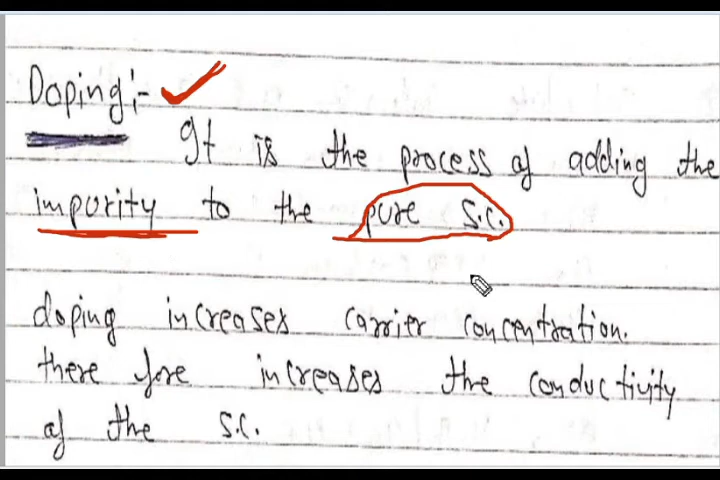 Doping:-
It is the process of adding the
impurity to the pure S.C.
doping increases carrier concentration.
there fore increases the conductivity
of the S.C.